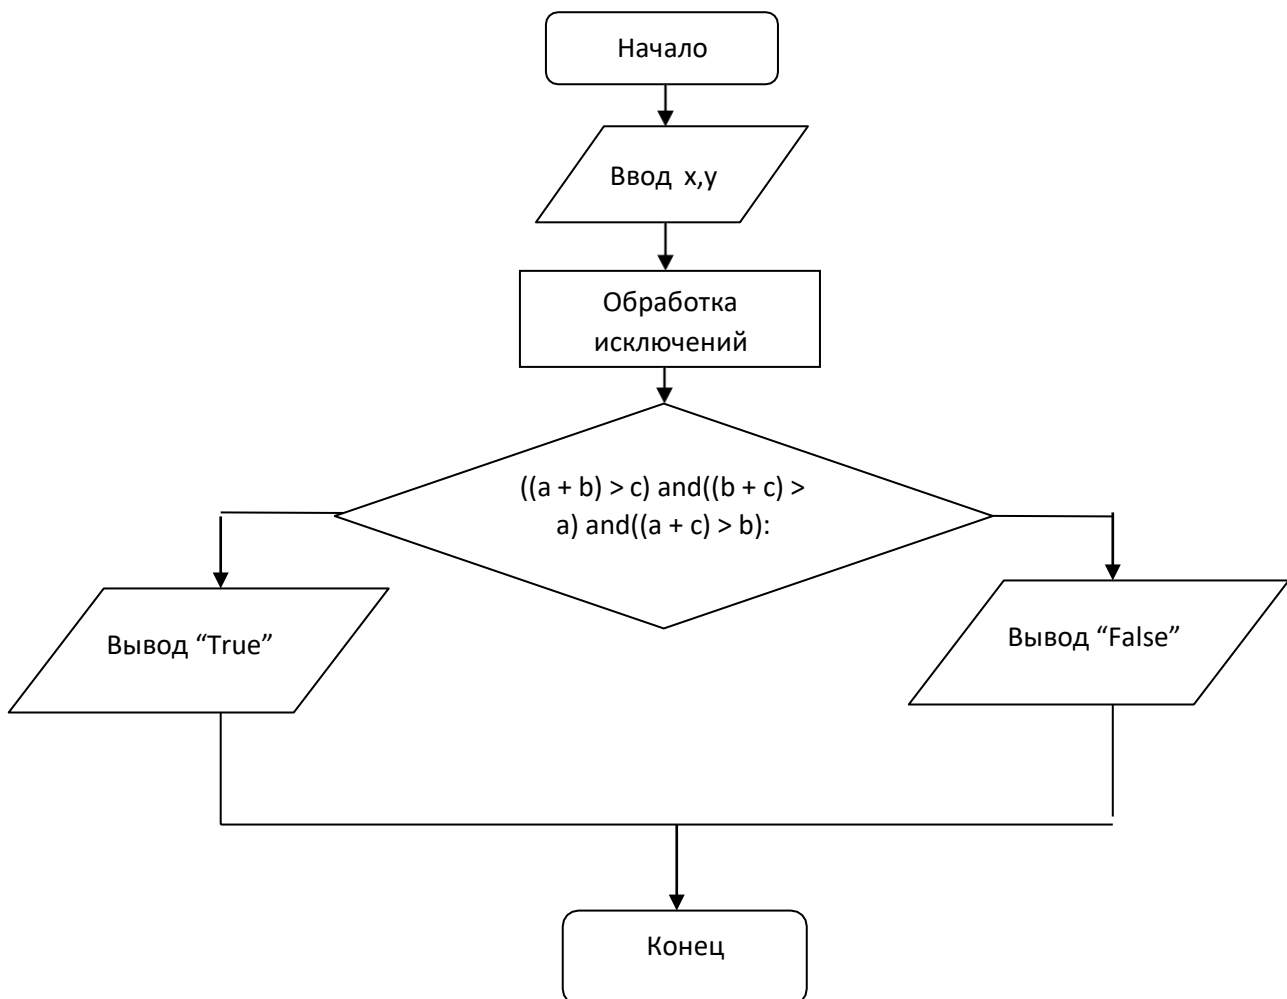 Начало
Ввод x,y
Обработка
исключений
((a + b) > c) and((b + c) >
a) and((a + c) > b):
Вывод “True”
Вывод “False”
Конец